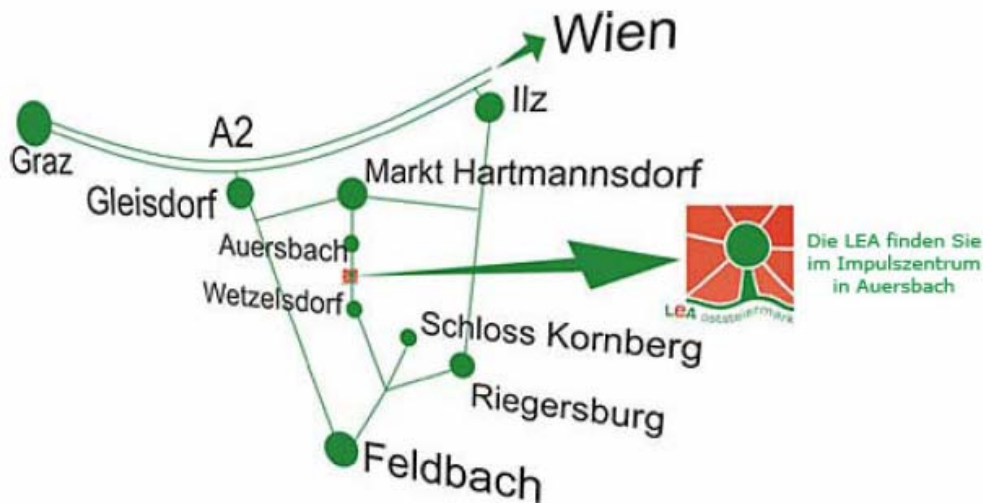 Wien
Ilz
A2
Graz
Markt Hartmannsdorf
Gleisdorf
Auersbach
Die LEA finden Sie
im Impulszentrum
in Auersbach
Wetzelsdorf
LeA oststeiermark
Schloss Kornberg
Riegersburg
Feldbach